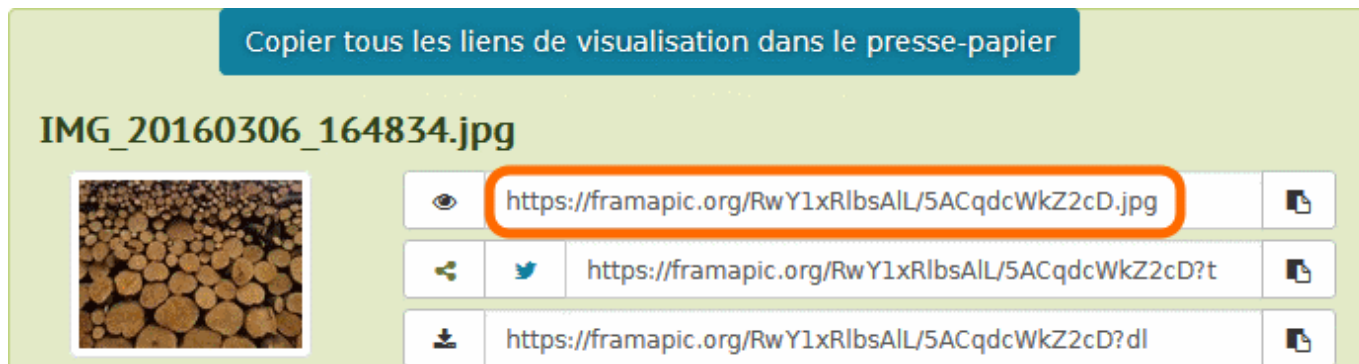 Copier tous les liens de visualisation dans le presse-papier
IMG_20160306_164834.jpg
https://framapic.org/RwY1xRlbsAlL/5ACqdcWkZ2cD.jpg
https://framapic.org/RwY1xRlbsAlL/5ACqdcWkZ2cD?t
https://framapic.org/RwY1xRlbsAlL/5ACqdcWkZ2cD?dl